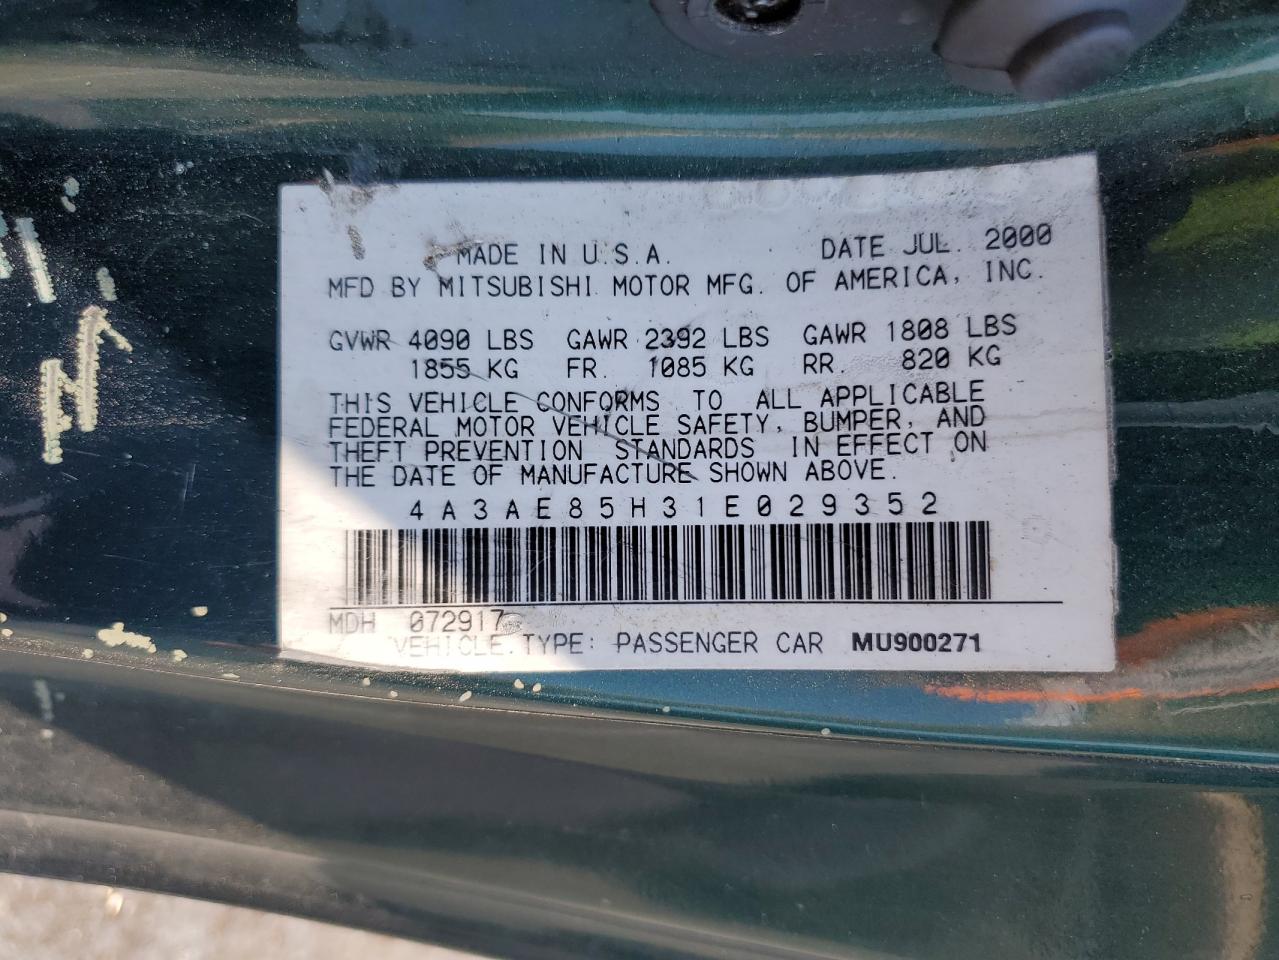 MADE IN U.S.A. DATE JUL. 2000
MFD BY MITSUBISHI MOTOR MFG. OF AMERICA, INC.
GVWR 4090 LBS GAWR 2392 LBS GAWR 1808 LBS
1855 KG FR. 1085 KG RR. 820 KG
THIS VEHICLE CONFORMS TO ALL APPLICABLE
FEDERAL MOTOR VEHICLE SAFETY, BUMPER, AND
THEFT PREVENTION STANDARDS IN EFFECT ON
THE DATE OF MANUFACTURE SHOWN ABOVE.
4A3AE85H31E029352
MDH 072917
VEHICLE TYPE: PASSENGER CAR MU900271